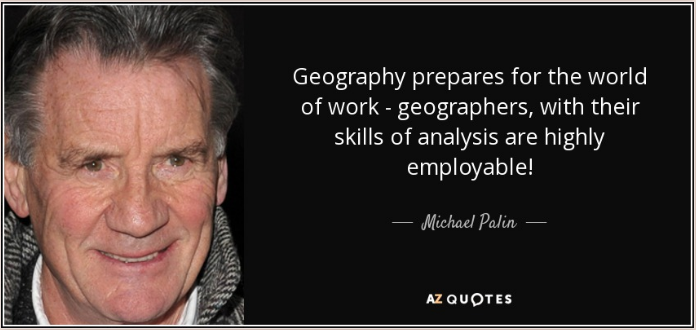 Geography prepares for the world
of work - geographers, with their
skills of analysis are highly
employable!
Michael Palin
AZ QUOTES